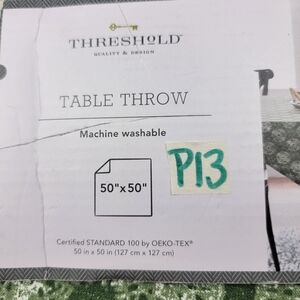 THRESHOLD
QUALITY & DESIGN
TABLE THROW
Machine washable
50"x50"
P13
Certified STANDARD 100 by OEKO-TEX®
50 in x 50 in (127 cm x 127 cm)